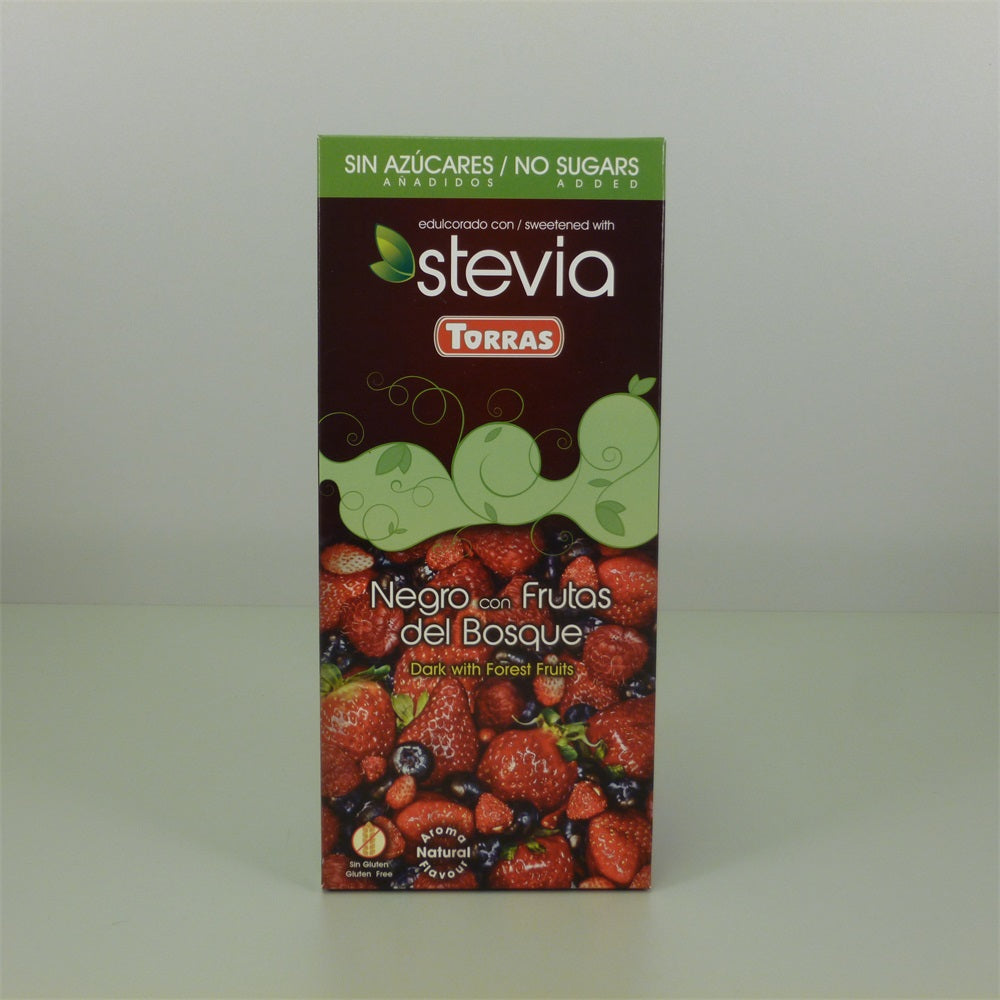 SIN AZÚCARES / NO SUGARS
AÑADIDOS ADDED
edulcorado con / sweetened with
stevia
TORRAS
Negro con Frutas
del Bosque
Dark with Forest Fruits
Sin Gluten
Gluten Free
Aroma
Natural
Flavour